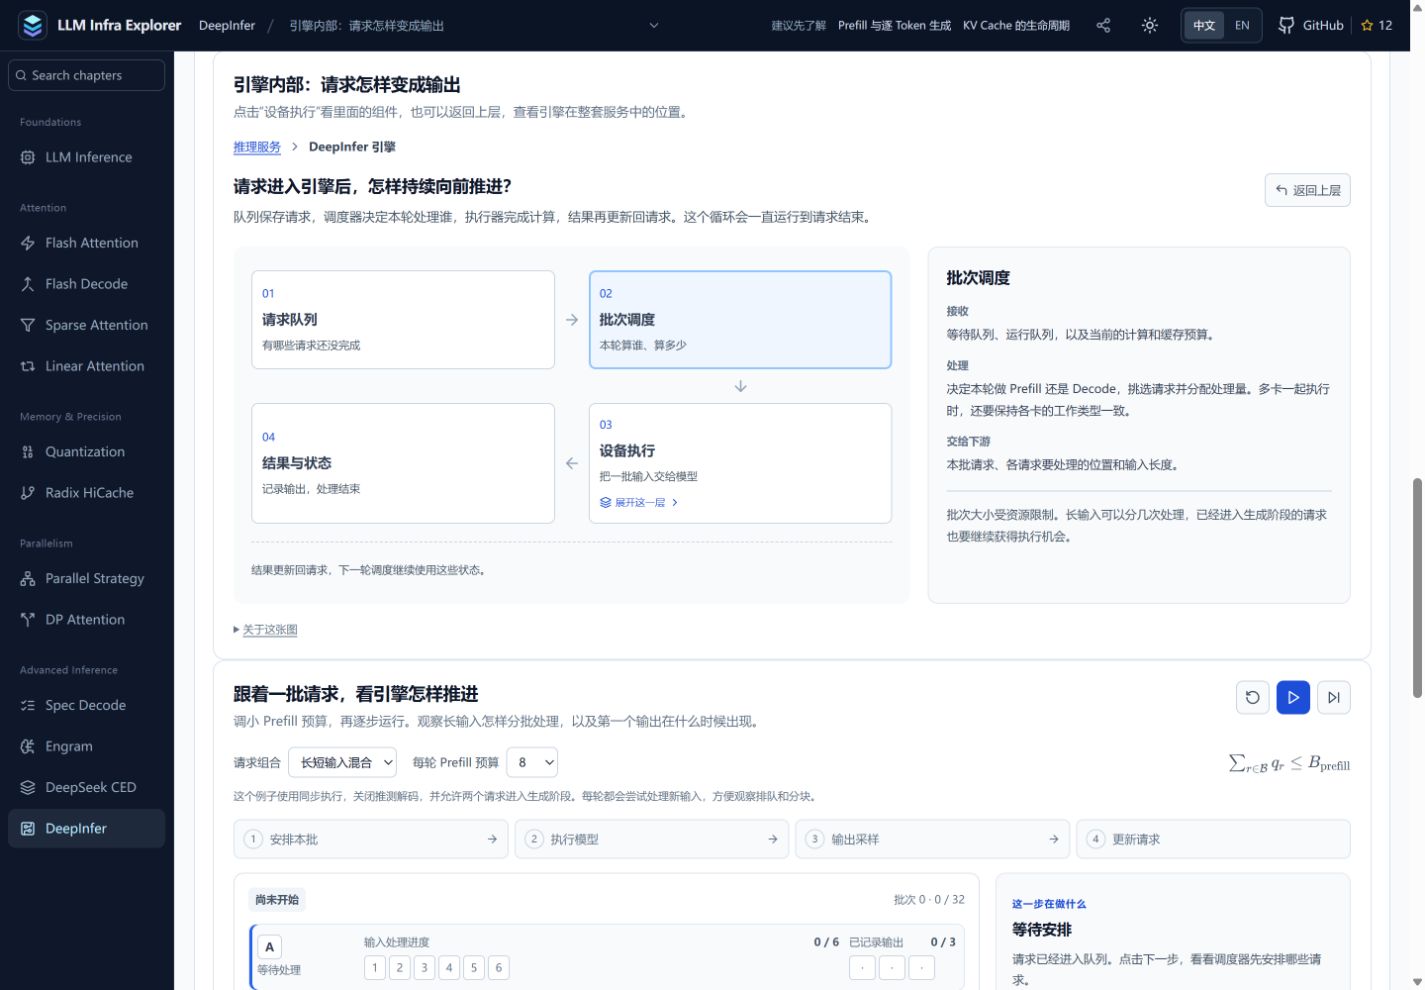 LLM Infra Explorer
DeepInfer / 引擎内部：请求怎样变成输出
建议先了解 Prefill 与逐 Token 生成 KV Cache 的生命周期
中文 EN
GitHub
12
Search chapters
Foundations
LLM Inference
Attention
Flash Attention
Flash Decode
Sparse Attention
Linear Attention
Memory & Precision
Quantization
Radix HiCache
Parallelism
Parallel Strategy
DP Attention
Advanced Inference
Spec Decode
Engram
DeepSeek CED
DeepInfer
引擎内部：请求怎样变成输出
点击“设备执行”看里面的组件，也可以返回上层，查看引擎在整套服务中的位置。
推理服务 > DeepInfer 引擎
请求进入引擎后，怎样持续向前推进？
返回上层
队列保存请求，调度器决定本轮处理谁，执行器完成计算，结果再更新回请求。这个循环会一直运行到请求结束。
01
请求队列
有哪些请求还没完成
→
02
批次调度
本轮算谁、算多少
↓
04
结果与状态
记录输出，处理结束
←
03
设备执行
把一批输入交给模型
展开这一层 >
结果更新回请求，下一轮调度继续使用这些状态。
批次调度
接收
等待队列、运行队列，以及当前的计算和缓存预算。
处理
决定本轮做 Prefill 还是 Decode，挑选请求并分配处理量。多卡一起执行
时，还要保持各卡的工作类型一致。
交给下游
本批请求、各请求要处理的位置和输入长度。
批次大小受资源限制。长输入可以分几次处理，已经进入生成阶段的请求
也要继续获得执行机会。
关于这张图
跟着一批请求，看引擎怎样推进
调小 Prefill 预算，再逐步运行。观察长输入怎样分批处理，以及第一个输出在什么时候出现。
请求组合 长短输入混合 每轮 Prefill 预算 8
∑r∈B qr ≤ Bprefill
这个例子使用同步执行，关闭推测解码，并允许两个请求进入生成阶段。每轮都会尝试处理新输入，方便观察排队和分块。
1 安排本批 →
2 执行模型 →
3 输出采样 →
4 更新请求
尚未开始
批次 0 · 0 / 32
A
等待处理
输入处理进度 0 / 6
1 2 3 4 5 6
已记录输出 0 / 3
· · ·
这一步在做什么
等待安排
请求已经进入队列。点击下一步，看看调度器先安排哪些请
求。